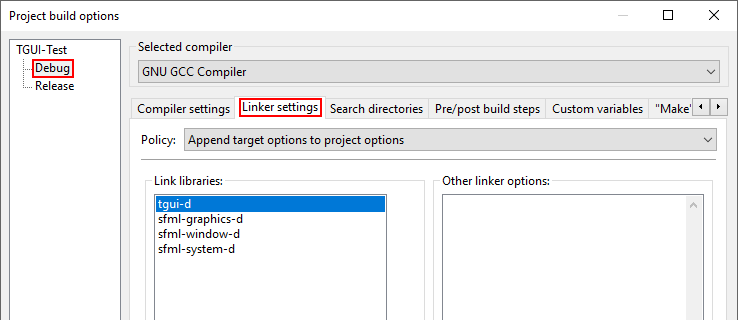 Project build options
TGUI-Test
Debug
Release
Selected compiler
GNU GCC Compiler
Compiler settings Linker settings Search directories Pre/post build steps Custom variables "Make"
Policy: Append target options to project options
Link libraries:
tgui-d
sfml-graphics-d
sfml-window-d
sfml-system-d
Other linker options: